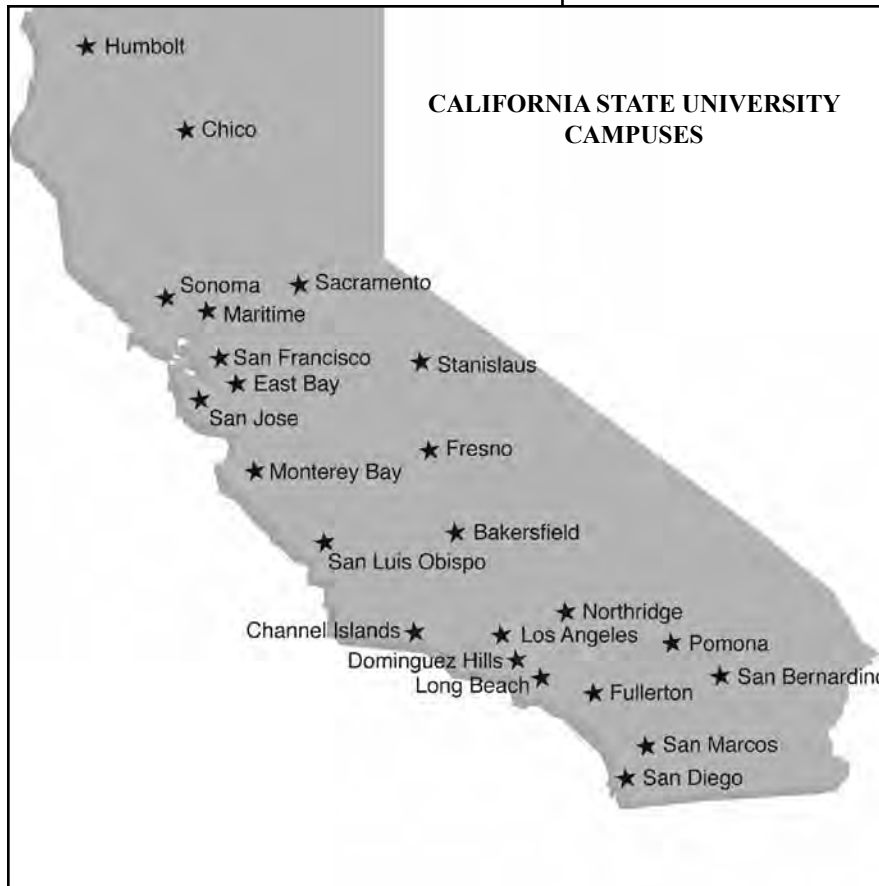 Humbolt
CALIFORNIA STATE UNIVERSITY
CAMPUSES
Chico
Sonoma
Sacramento
Maritime
San Francisco
Stanislaus
East Bay
San Jose
Fresno
Monterey Bay
Bakersfield
San Luis Obispo
Northridge
Channel Islands
Los Angeles
Pomona
Dominguez Hills
San Bernardino
Long Beach
Fullerton
San Marcos
San Diego